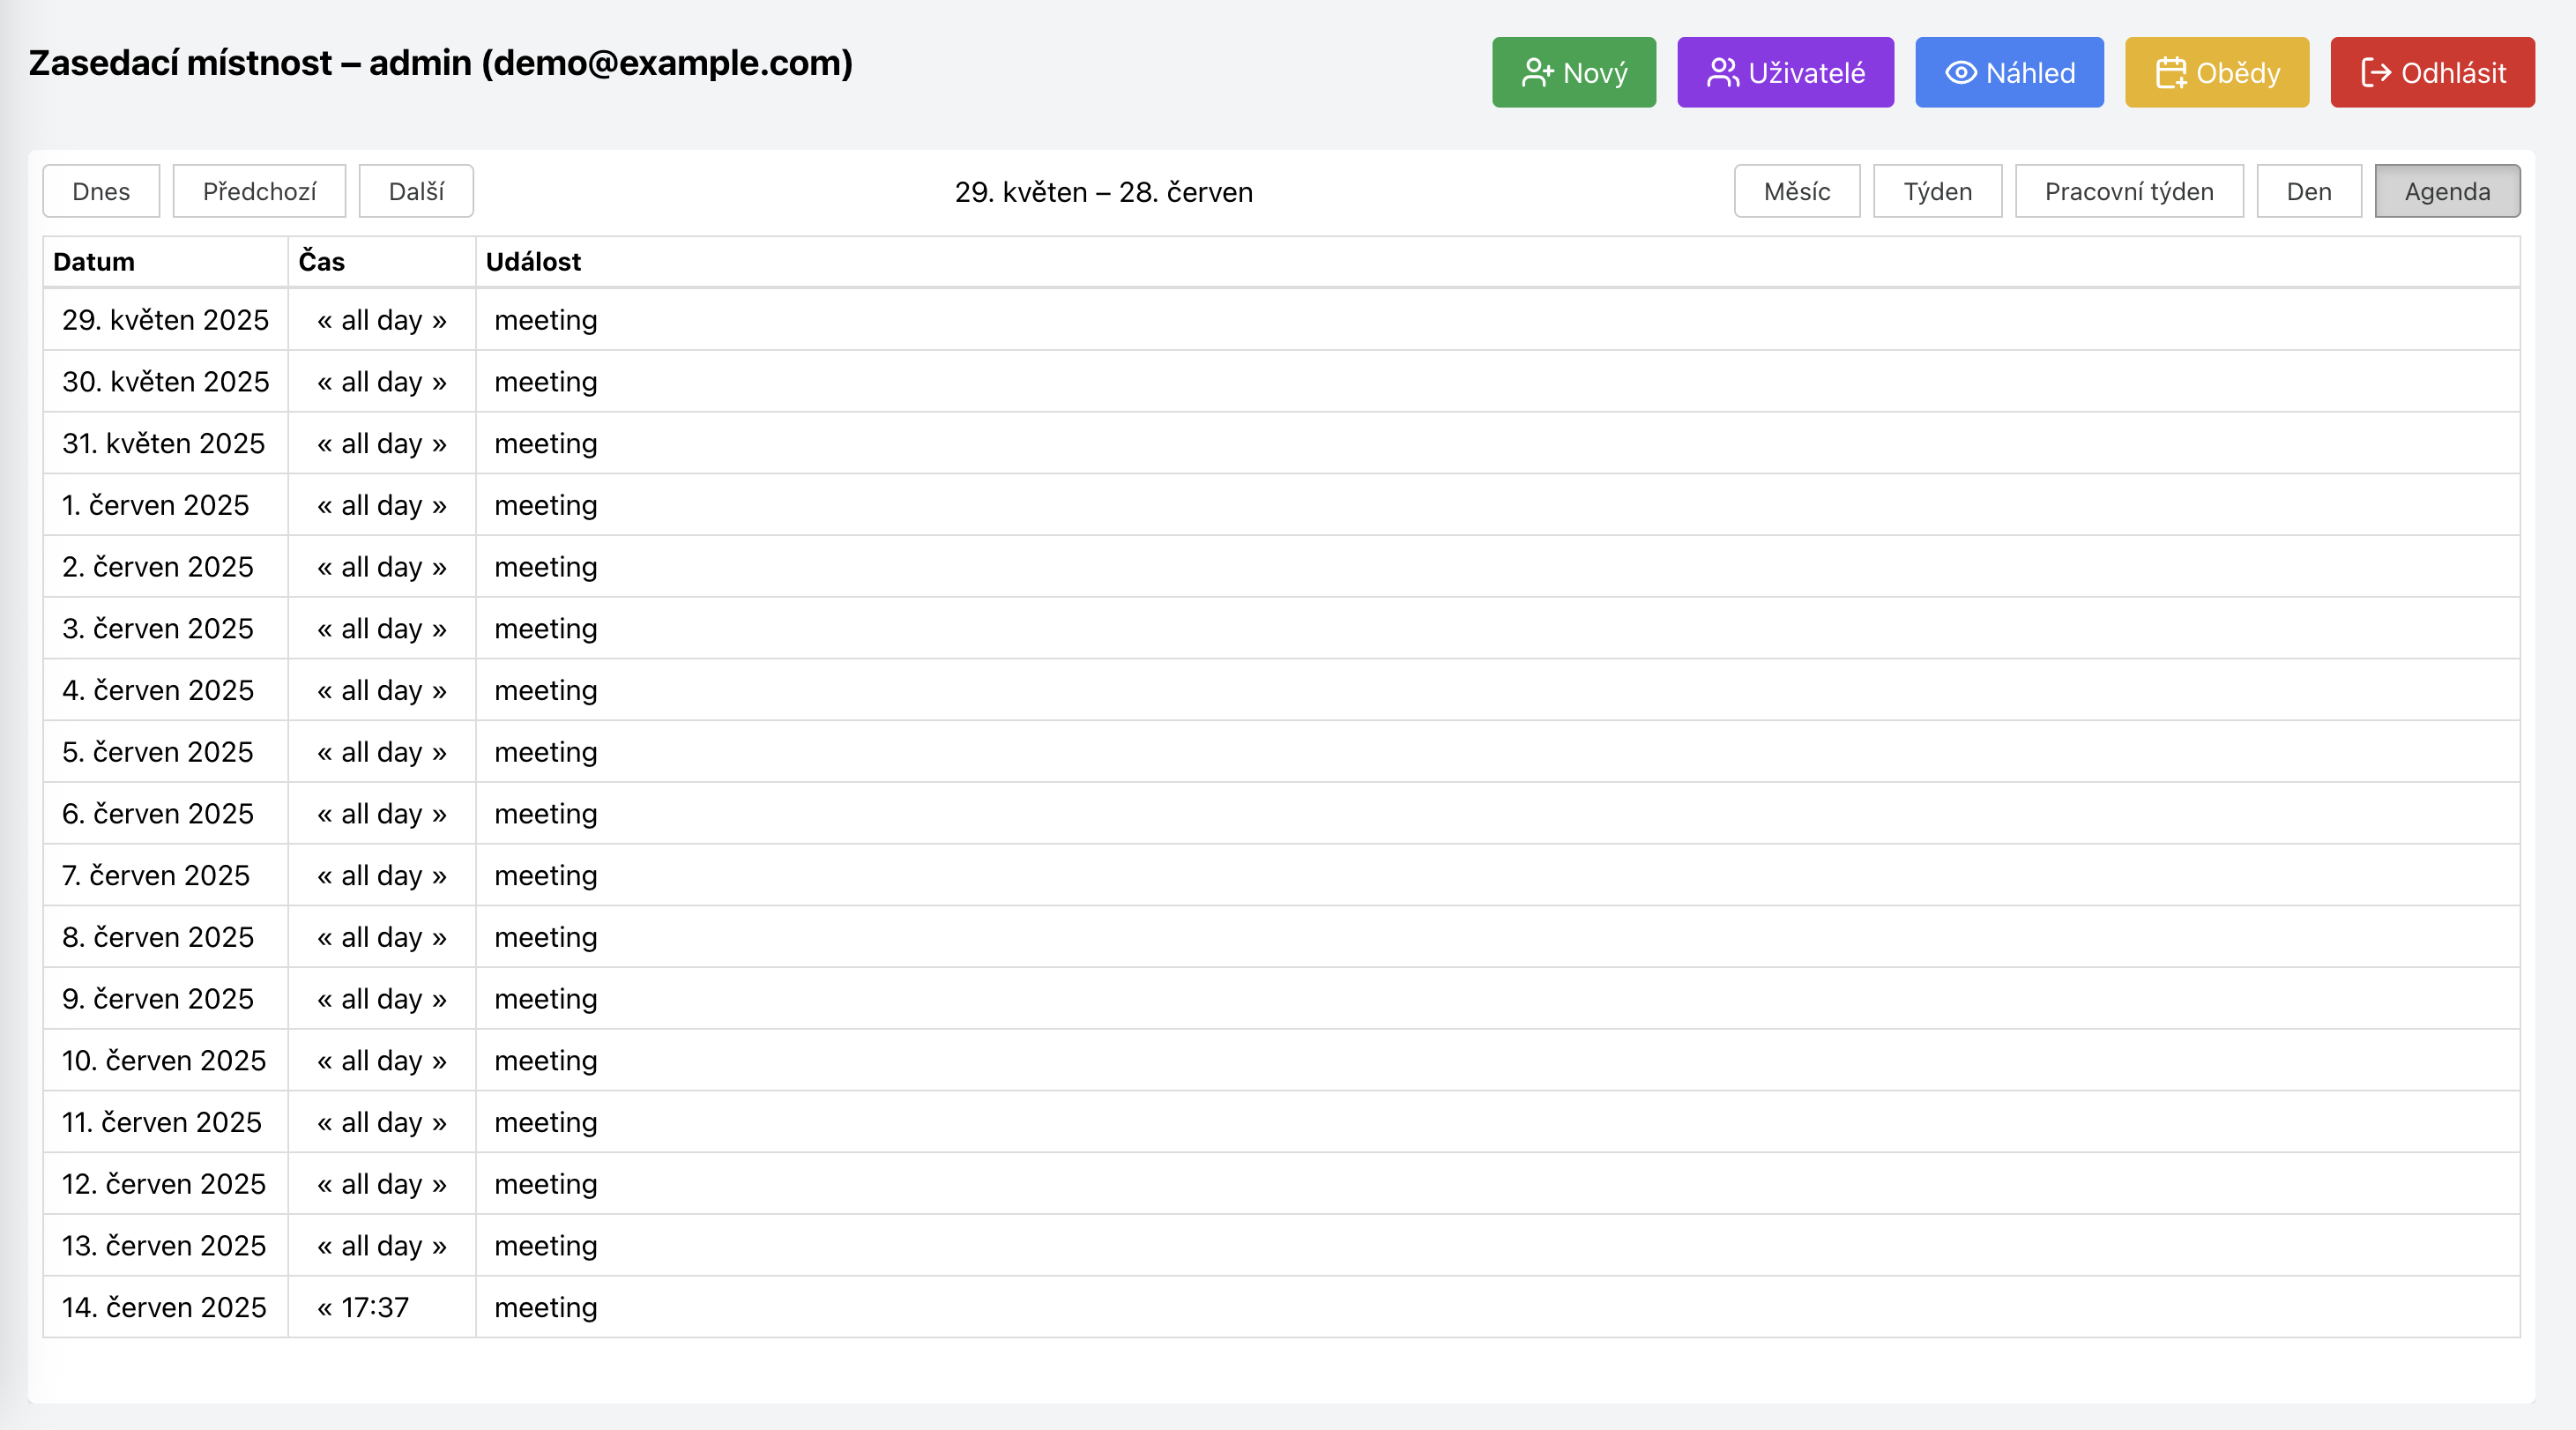 Zasedací místnost – admin (demo@example.com)
Nový Uživatelé Náhled Obědy Odhlásit
Dnes Předchozí Další 29. květen – 28. červen Měsíc Týden Pracovní týden Den Agenda
Datum Čas Událost
29. květen 2025 « all day » meeting
30. květen 2025 « all day » meeting
31. květen 2025 « all day » meeting
1. červen 2025 « all day » meeting
2. červen 2025 « all day » meeting
3. červen 2025 « all day » meeting
4. červen 2025 « all day » meeting
5. červen 2025 « all day » meeting
6. červen 2025 « all day » meeting
7. červen 2025 « all day » meeting
8. červen 2025 « all day » meeting
9. červen 2025 « all day » meeting
10. červen 2025 « all day » meeting
11. červen 2025 « all day » meeting
12. červen 2025 « all day » meeting
13. červen 2025 « all day » meeting
14. červen 2025 « 17:37 meeting